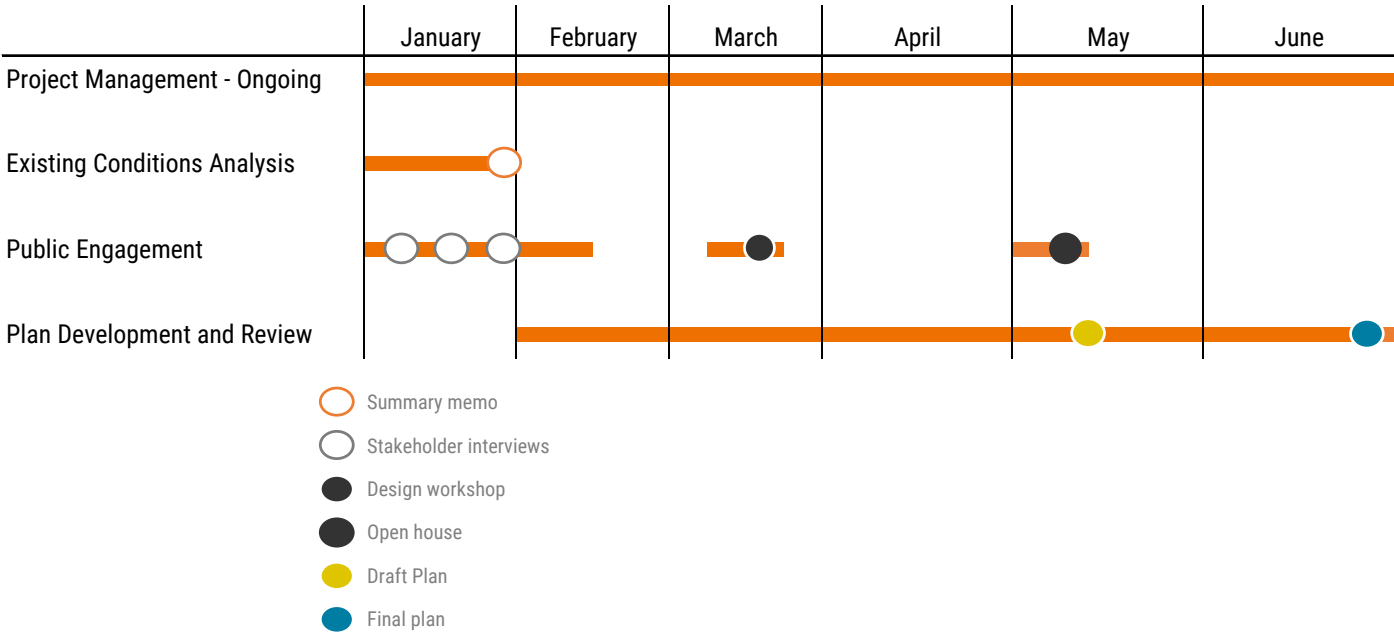 January February March April May June
Project Management - Ongoing
Existing Conditions Analysis
Public Engagement
Plan Development and Review
Summary memo
Stakeholder interviews
Design workshop
Open house
Draft Plan
Final plan